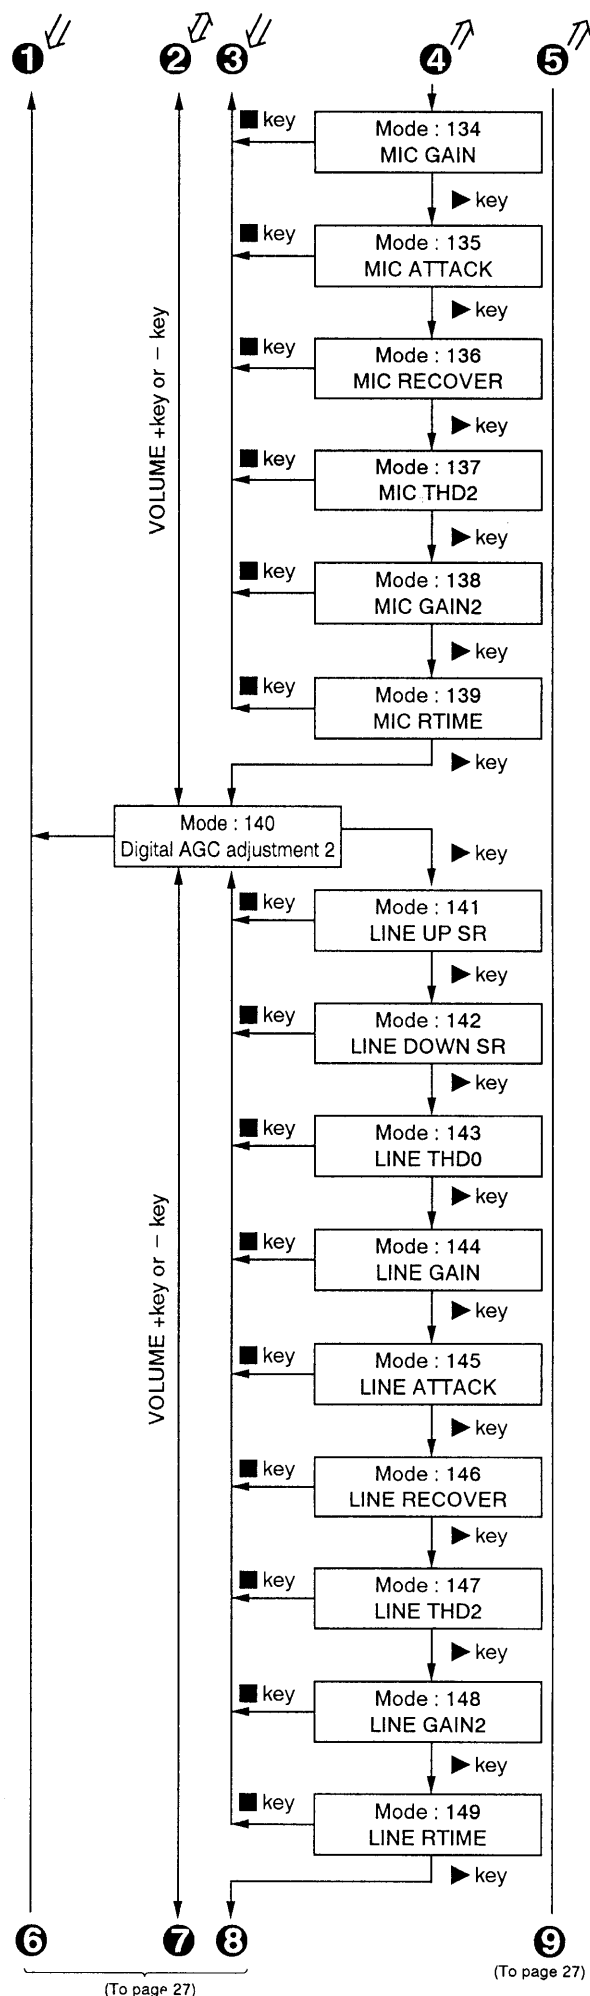 ❶ ❷ ❸ ❹ ❺
■ key
Mode : 134
MIC GAIN
▶ key
■ key
Mode : 135
MIC ATTACK
▶ key
■ key
Mode : 136
MIC RECOVER
▶ key
VOLUME +key or − key
■ key
Mode : 137
MIC THD2
▶ key
■ key
Mode : 138
MIC GAIN2
▶ key
■ key
Mode : 139
MIC RTIME
▶ key
Mode : 140
Digital AGC adjustment 2
▶ key
■ key
Mode : 141
LINE UP SR
▶ key
■ key
Mode : 142
LINE DOWN SR
▶ key
■ key
Mode : 143
LINE THD0
▶ key
VOLUME +key or − key
■ key
Mode : 144
LINE GAIN
▶ key
■ key
Mode : 145
LINE ATTACK
▶ key
■ key
Mode : 146
LINE RECOVER
▶ key
■ key
Mode : 147
LINE THD2
▶ key
■ key
Mode : 148
LINE GAIN2
▶ key
■ key
Mode : 149
LINE RTIME
▶ key
❻ ❼ ❽ ❾
(To page 27)
(To page 27)